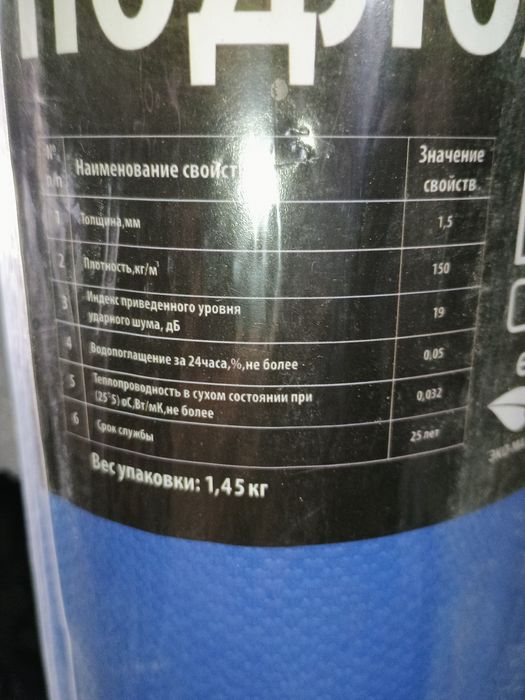 ПОДЛО
№ п/п Наименование свойст Значение свойств
1 Толщина,мм 1,5
2 Плотность,кг/м³ 150
3 Индекс приведенного уровня
ударного шума, дБ 19
4 Водопоглащение за 24часа,%,не более 0,05
5 Теплопроводность в сухом состоянии при
(25°5) оС,Вт/мК,не более 0,032
6 Срок службы 25 лет
Вес упаковки: 1,45 кг